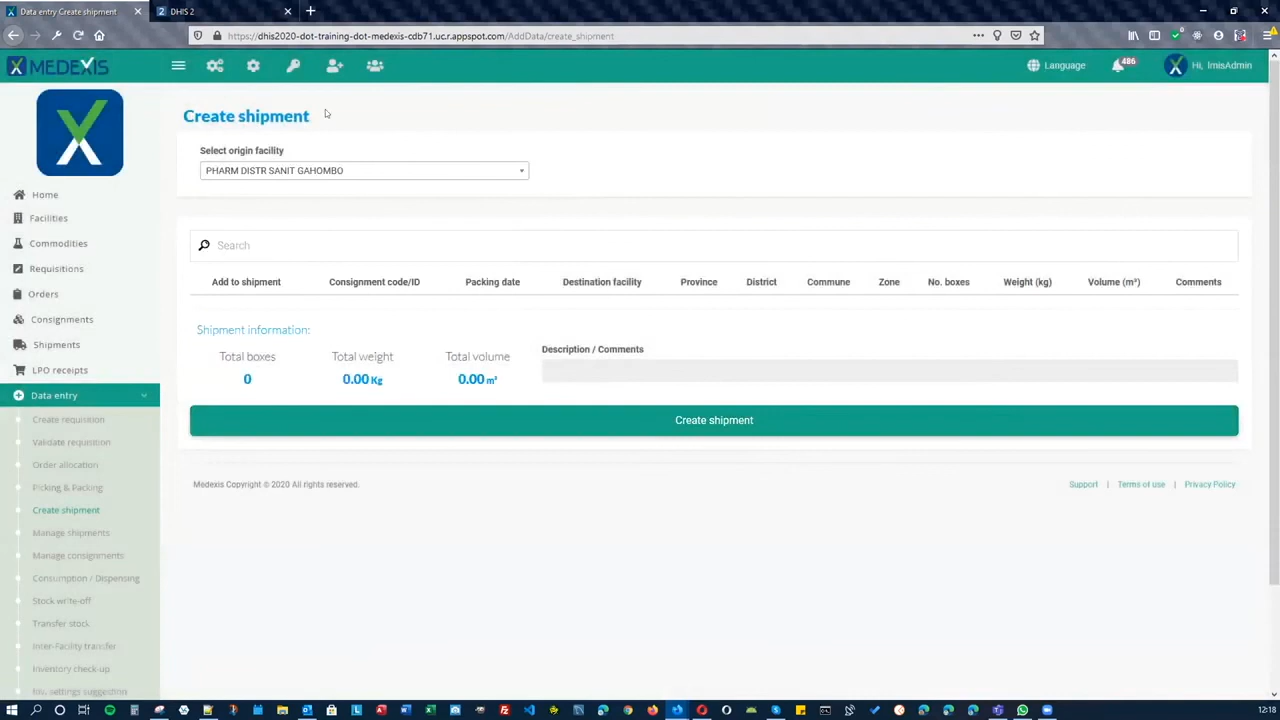 Data entry Create shipment
DHIS 2
https://dhis2020-dot-training-dot-medexis-cdb71.uc.r.appspot.com/AddData/create_shipment
MEDEXIS
Language
486
Hi, lmisAdmin
Create shipment
Select origin facility
PHARM DISTR SANIT GAHOMBO
Home
Facilities
Commodities
Requisitions
Orders
Consignments
Shipments
LPO receipts
Data entry
Create requisition
Validate requisition
Order allocation
Picking & Packing
Create shipment
Manage shipments
Manage consignments
Consumption / Dispensing
Stock write-off
Transfer stock
Inter-Facility transfer
Inventory check-up
Inv. settings suggestion
Search
Add to shipment Consignment code/ID Packing date Destination facility Province District Commune Zone No. boxes Weight (kg) Volume (m³) Comments
Shipment information:
Total boxes Total weight Total volume
0 0.00 Kg 0.00 m³
Description / Comments
Create shipment
Medexis Copyright © 2020 All rights reserved.
Support | Terms of use | Privacy Policy
12:18